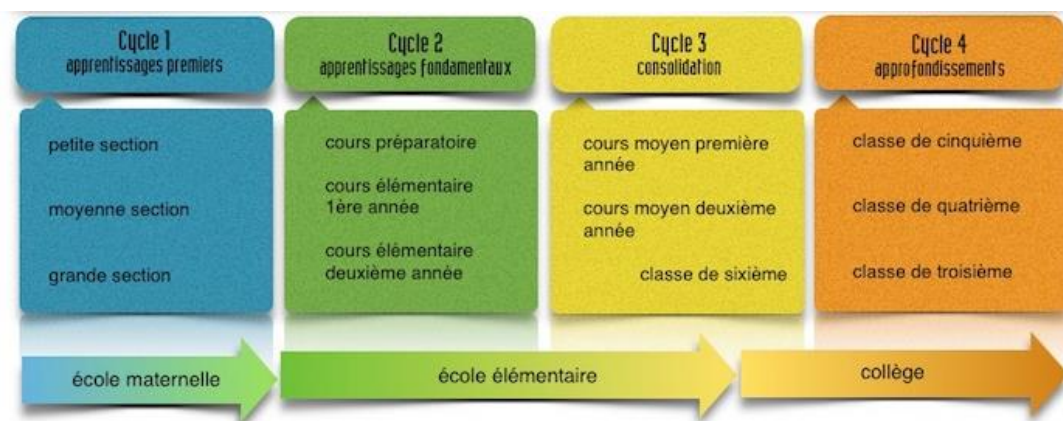 Cycle 1
apprentissages premiers
petite section
moyenne section
grande section
Cycle 2
apprentissages fondamentaux
cours préparatoire
cours élémentaire
1ère année
cours élémentaire
deuxième année
Cycle 3
consolidation
cours moyen première
année
cours moyen deuxième
année
classe de sixième
Cycle 4
approfondissements
classe de cinquième
classe de quatrième
classe de troisième
école maternelle
école élémentaire
collège